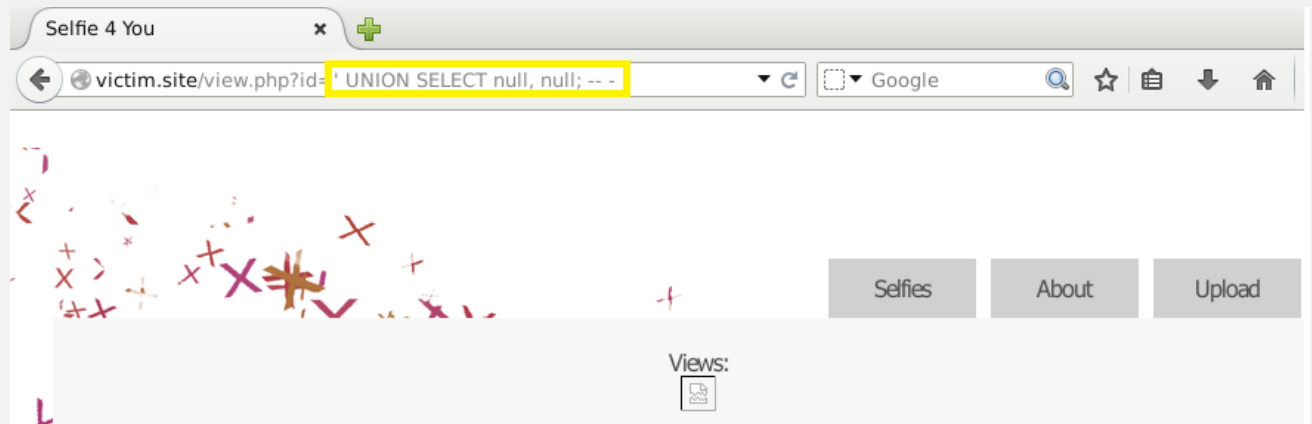 Selfie 4 You
victim.site/view.php?id=' UNION SELECT null, null; -- -
Google
Selfies
About
Upload
Views: